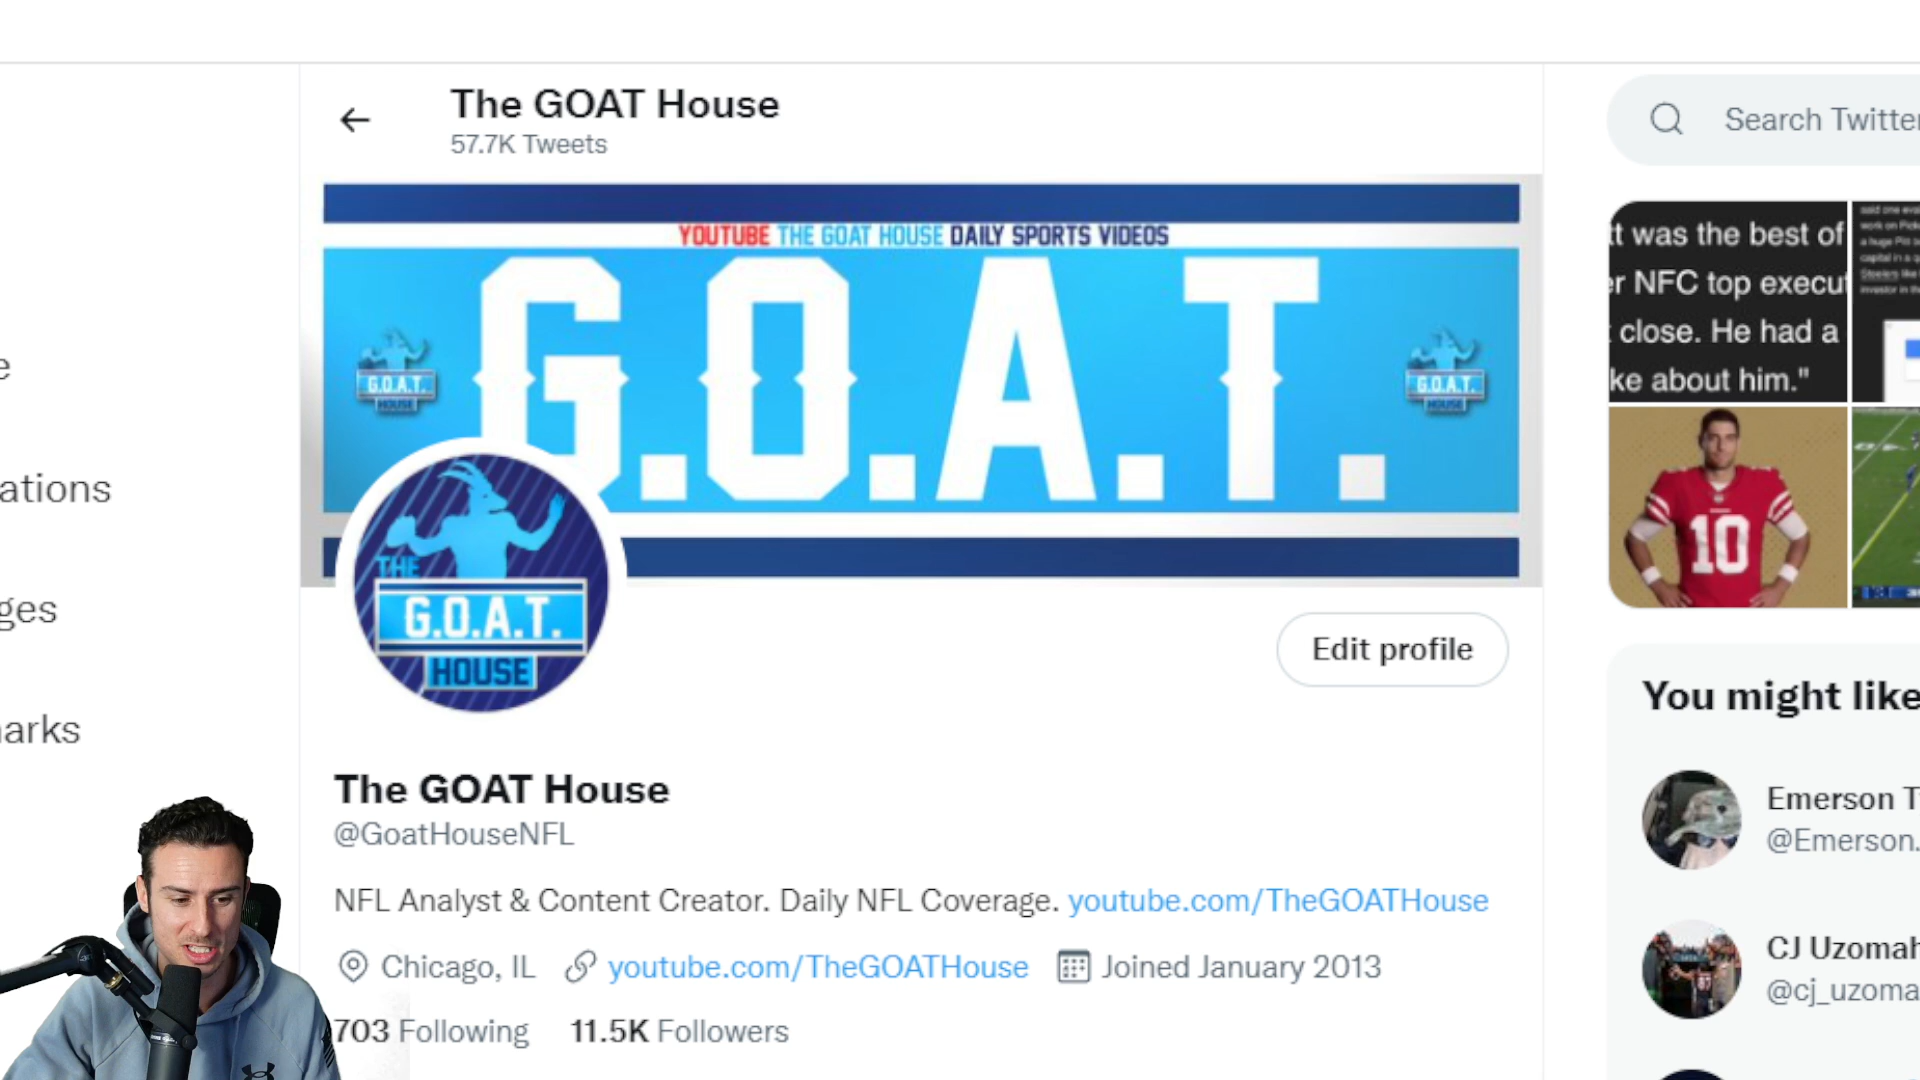 The GOAT House
57.7K Tweets
Search Twitter
YOUTUBE THE GOAT HOUSE DAILY SPORTS VIDEOS
G.O.A.T.
G.O.A.T.
HOUSE
G.O.A.T.
HOUSE
THE
G.O.A.T.
HOUSE
t was the best of
r NFC top execut
close. He had a
ke about him."
10
e
ations
ges
arks
Edit profile
The GOAT House
@GoatHouseNFL
NFL Analyst & Content Creator. Daily NFL Coverage. youtube.com/TheGOATHouse
Chicago, IL youtube.com/TheGOATHouse Joined January 2013
703 Following 11.5K Followers
You might like
Emerson T
@Emerson.
CJ Uzomah
@cj_uzoma